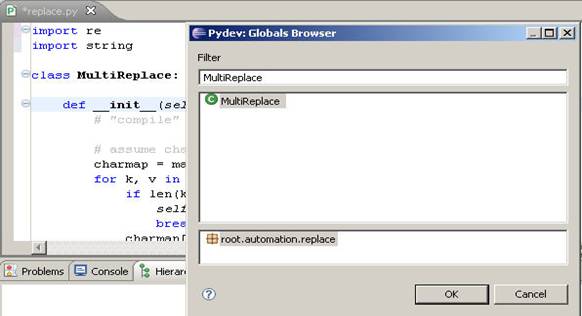 *replace.py
import re
import string
class MultiReplace:
def __init__(sel
# "compile"
# assume cha
charmap = ma
for k, v in
if len(k
self
brea
charmap[
Problems
Console
Hierar
Pydev: Globals Browser
Filter
MultiReplace
MultiReplace
root.automation.replace
OK
Cancel